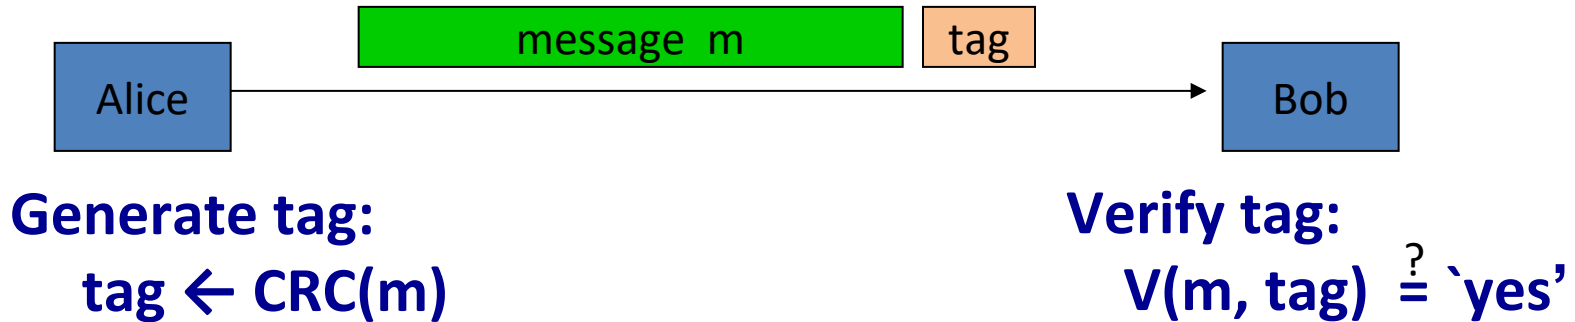 message m
tag
Alice
Bob
Generate tag:
tag ← CRC(m)
Verify tag:
V(m, tag) ≟ `yes’